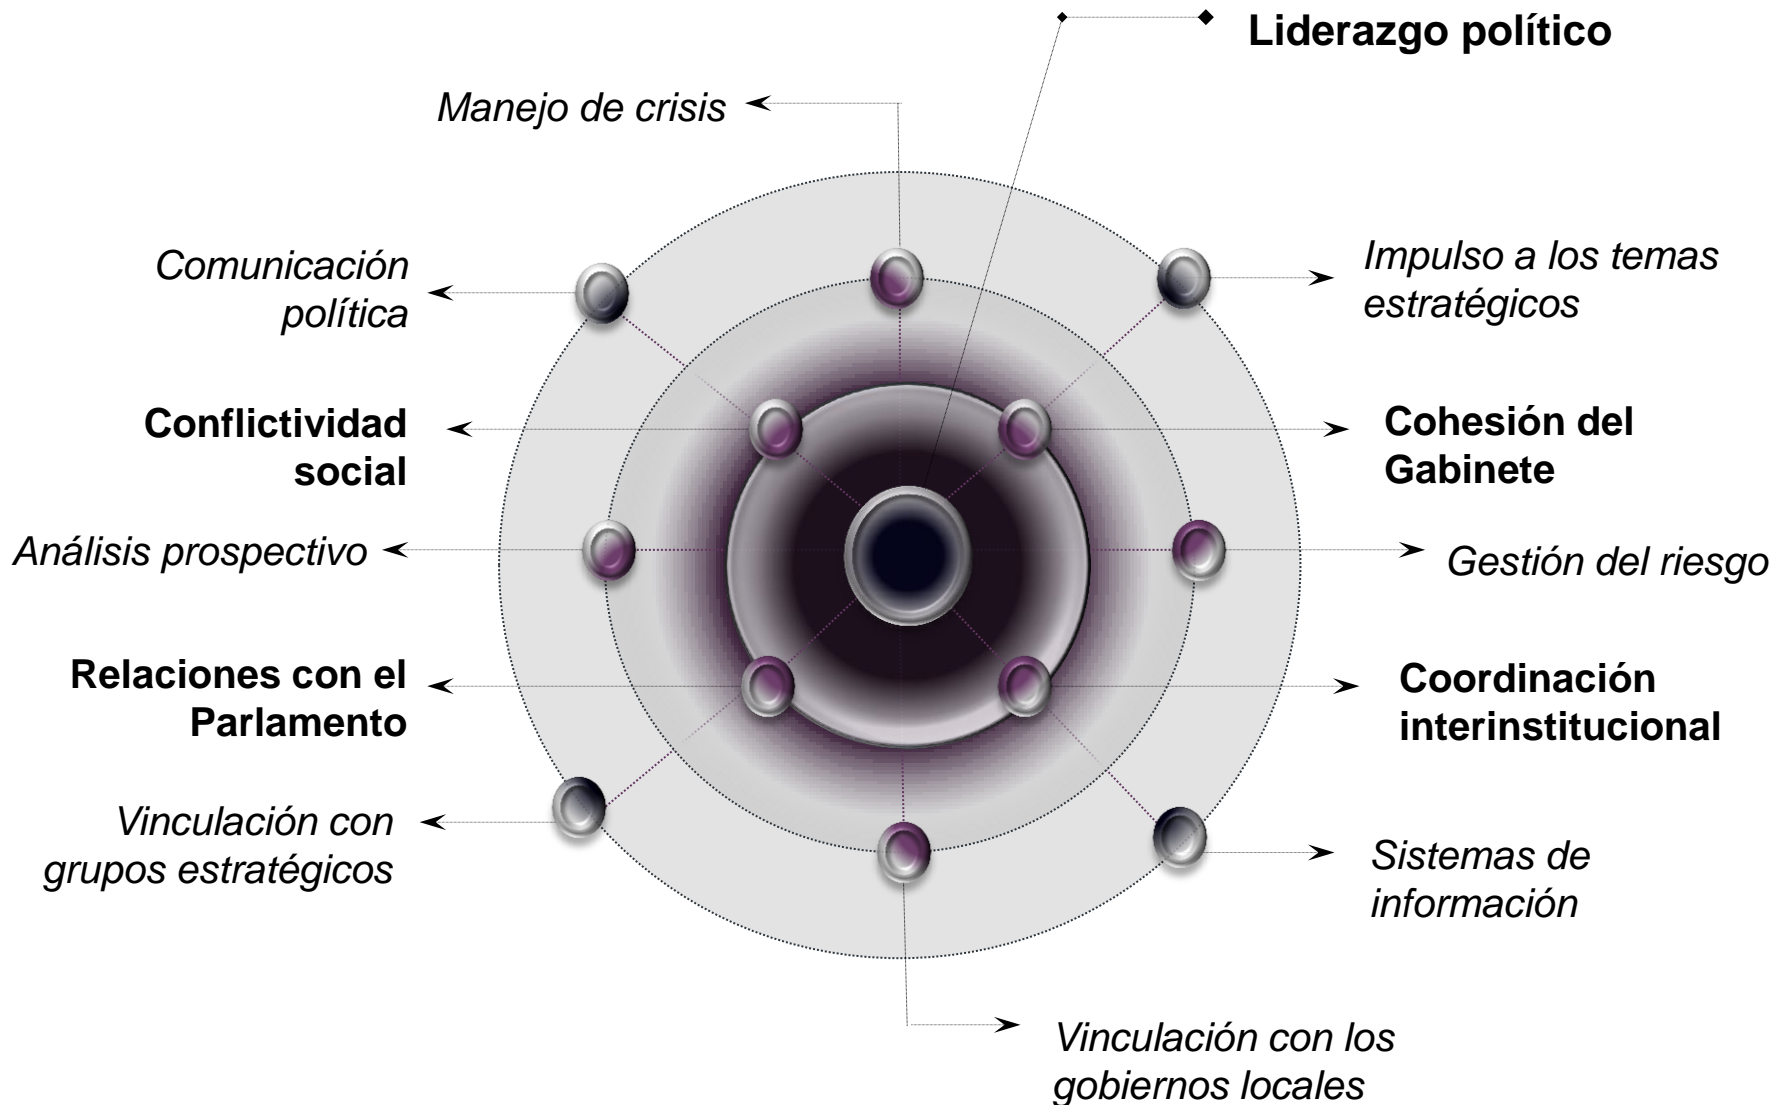 Liderazgo político
Manejo de crisis
Comunicación
política
Impulso a los temas
estratégicos
Conflictividad
social
Cohesión del
Gabinete
Análisis prospectivo
Gestión del riesgo
Relaciones con el
Parlamento
Coordinación
interinstitucional
Vinculación con
grupos estratégicos
Sistemas de
información
Vinculación con los
gobiernos locales